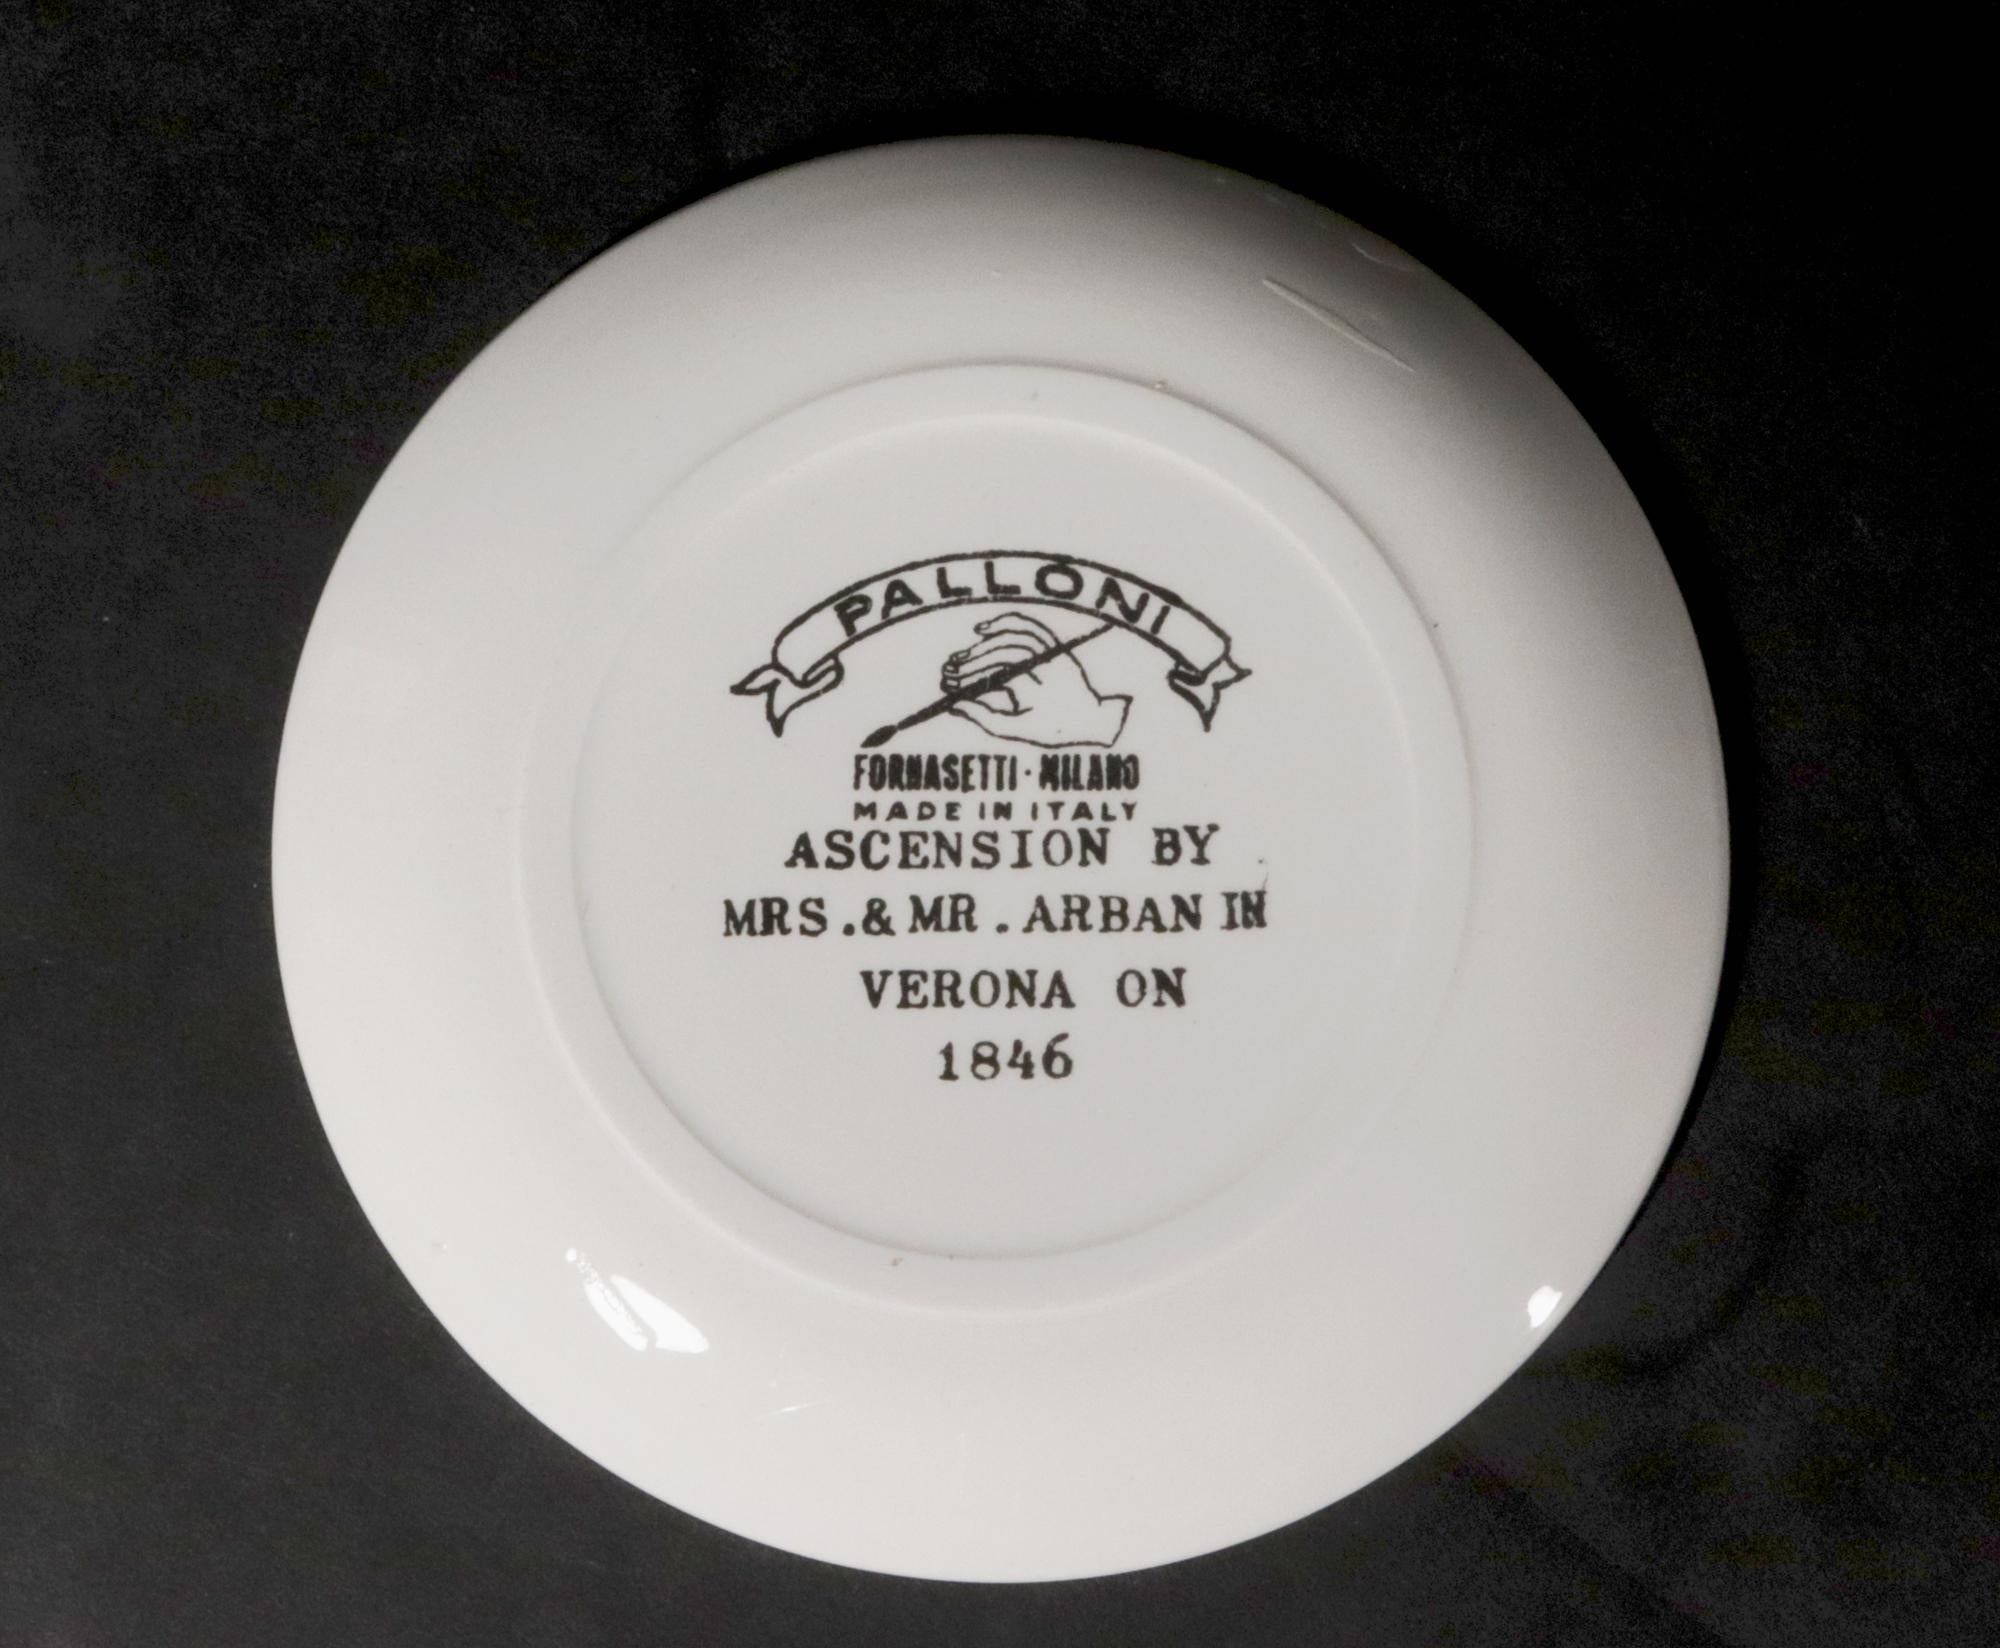 PALLONI
FORNASETTI · MILANO
MADE IN ITALY
ASCENSION BY
MRS. & MR. ARBAN IN
VERONA ON
1846